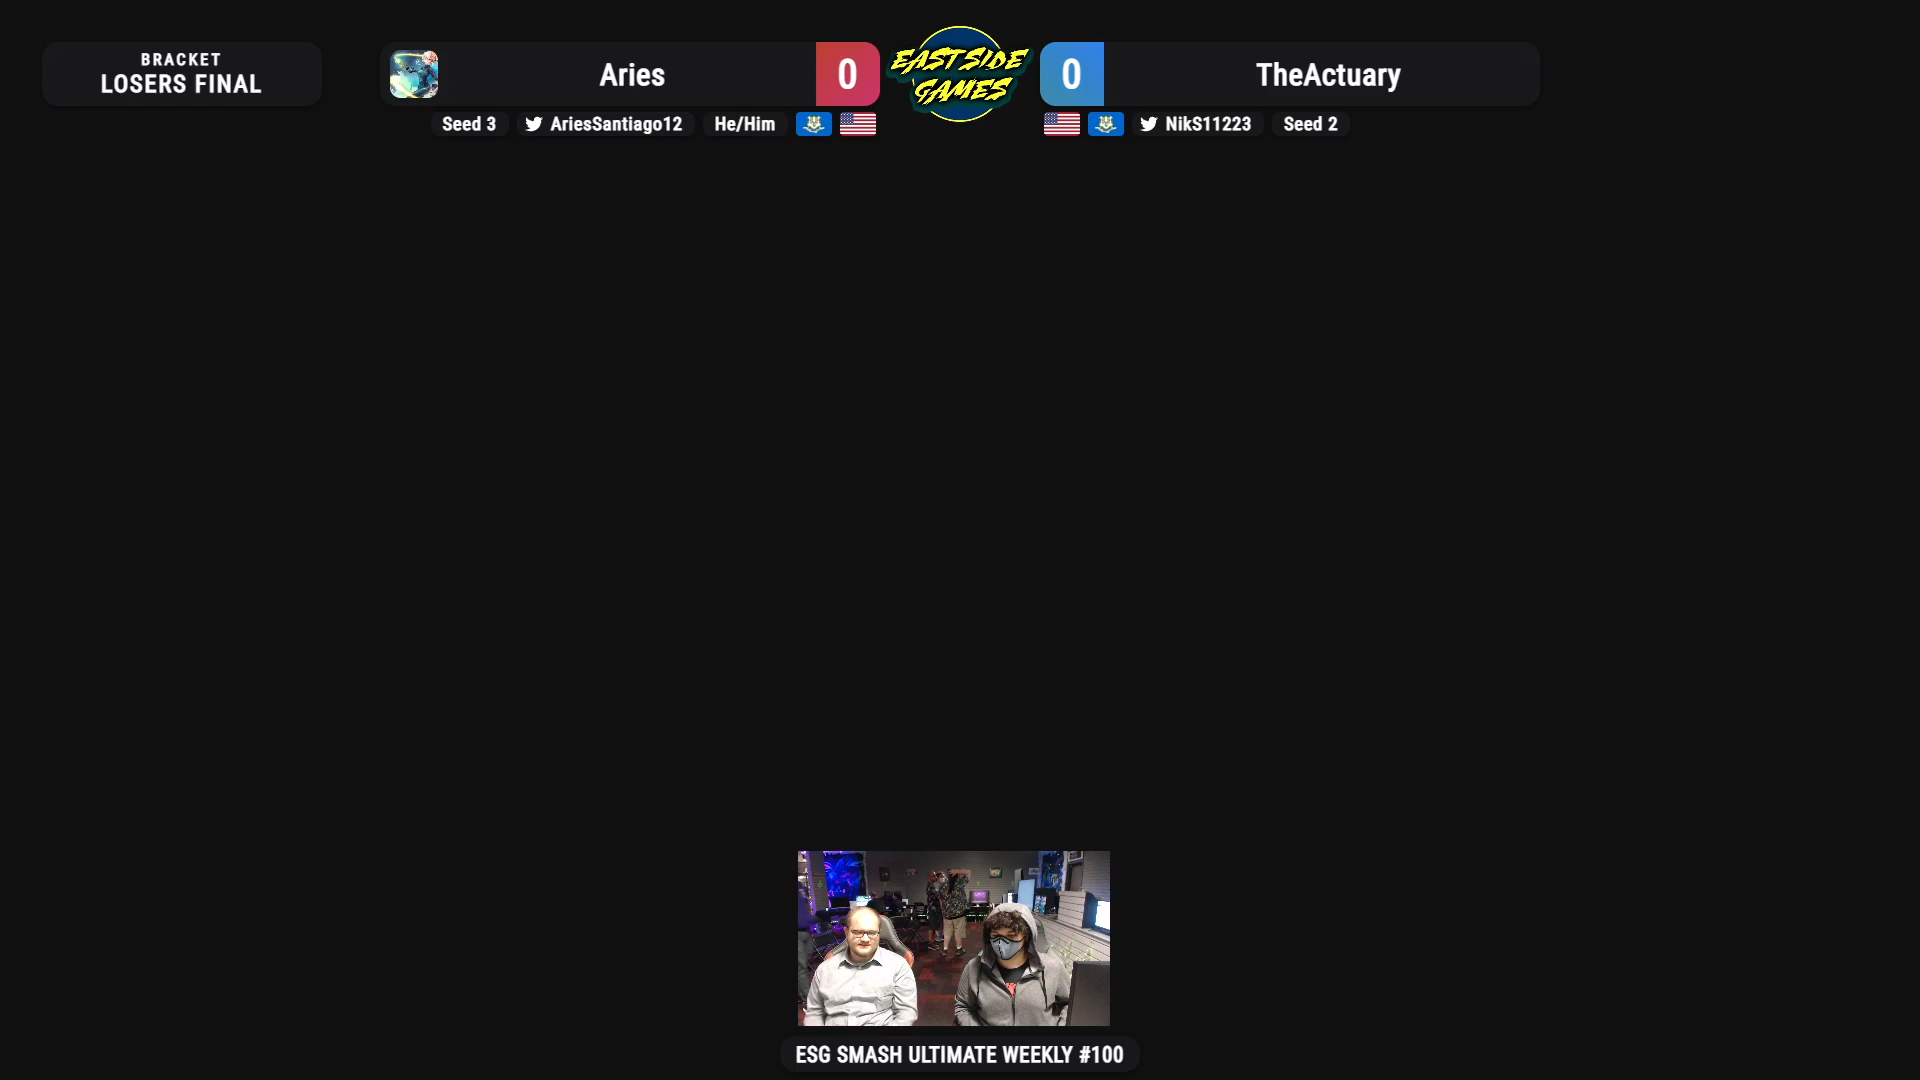 BRACKET
LOSERS FINAL
Aries
0
EAST SIDE
GAMES
0
TheActuary
Seed 3
AriesSantiago12
He/Him
NikS11223
Seed 2
ESG SMASH ULTIMATE WEEKLY #100